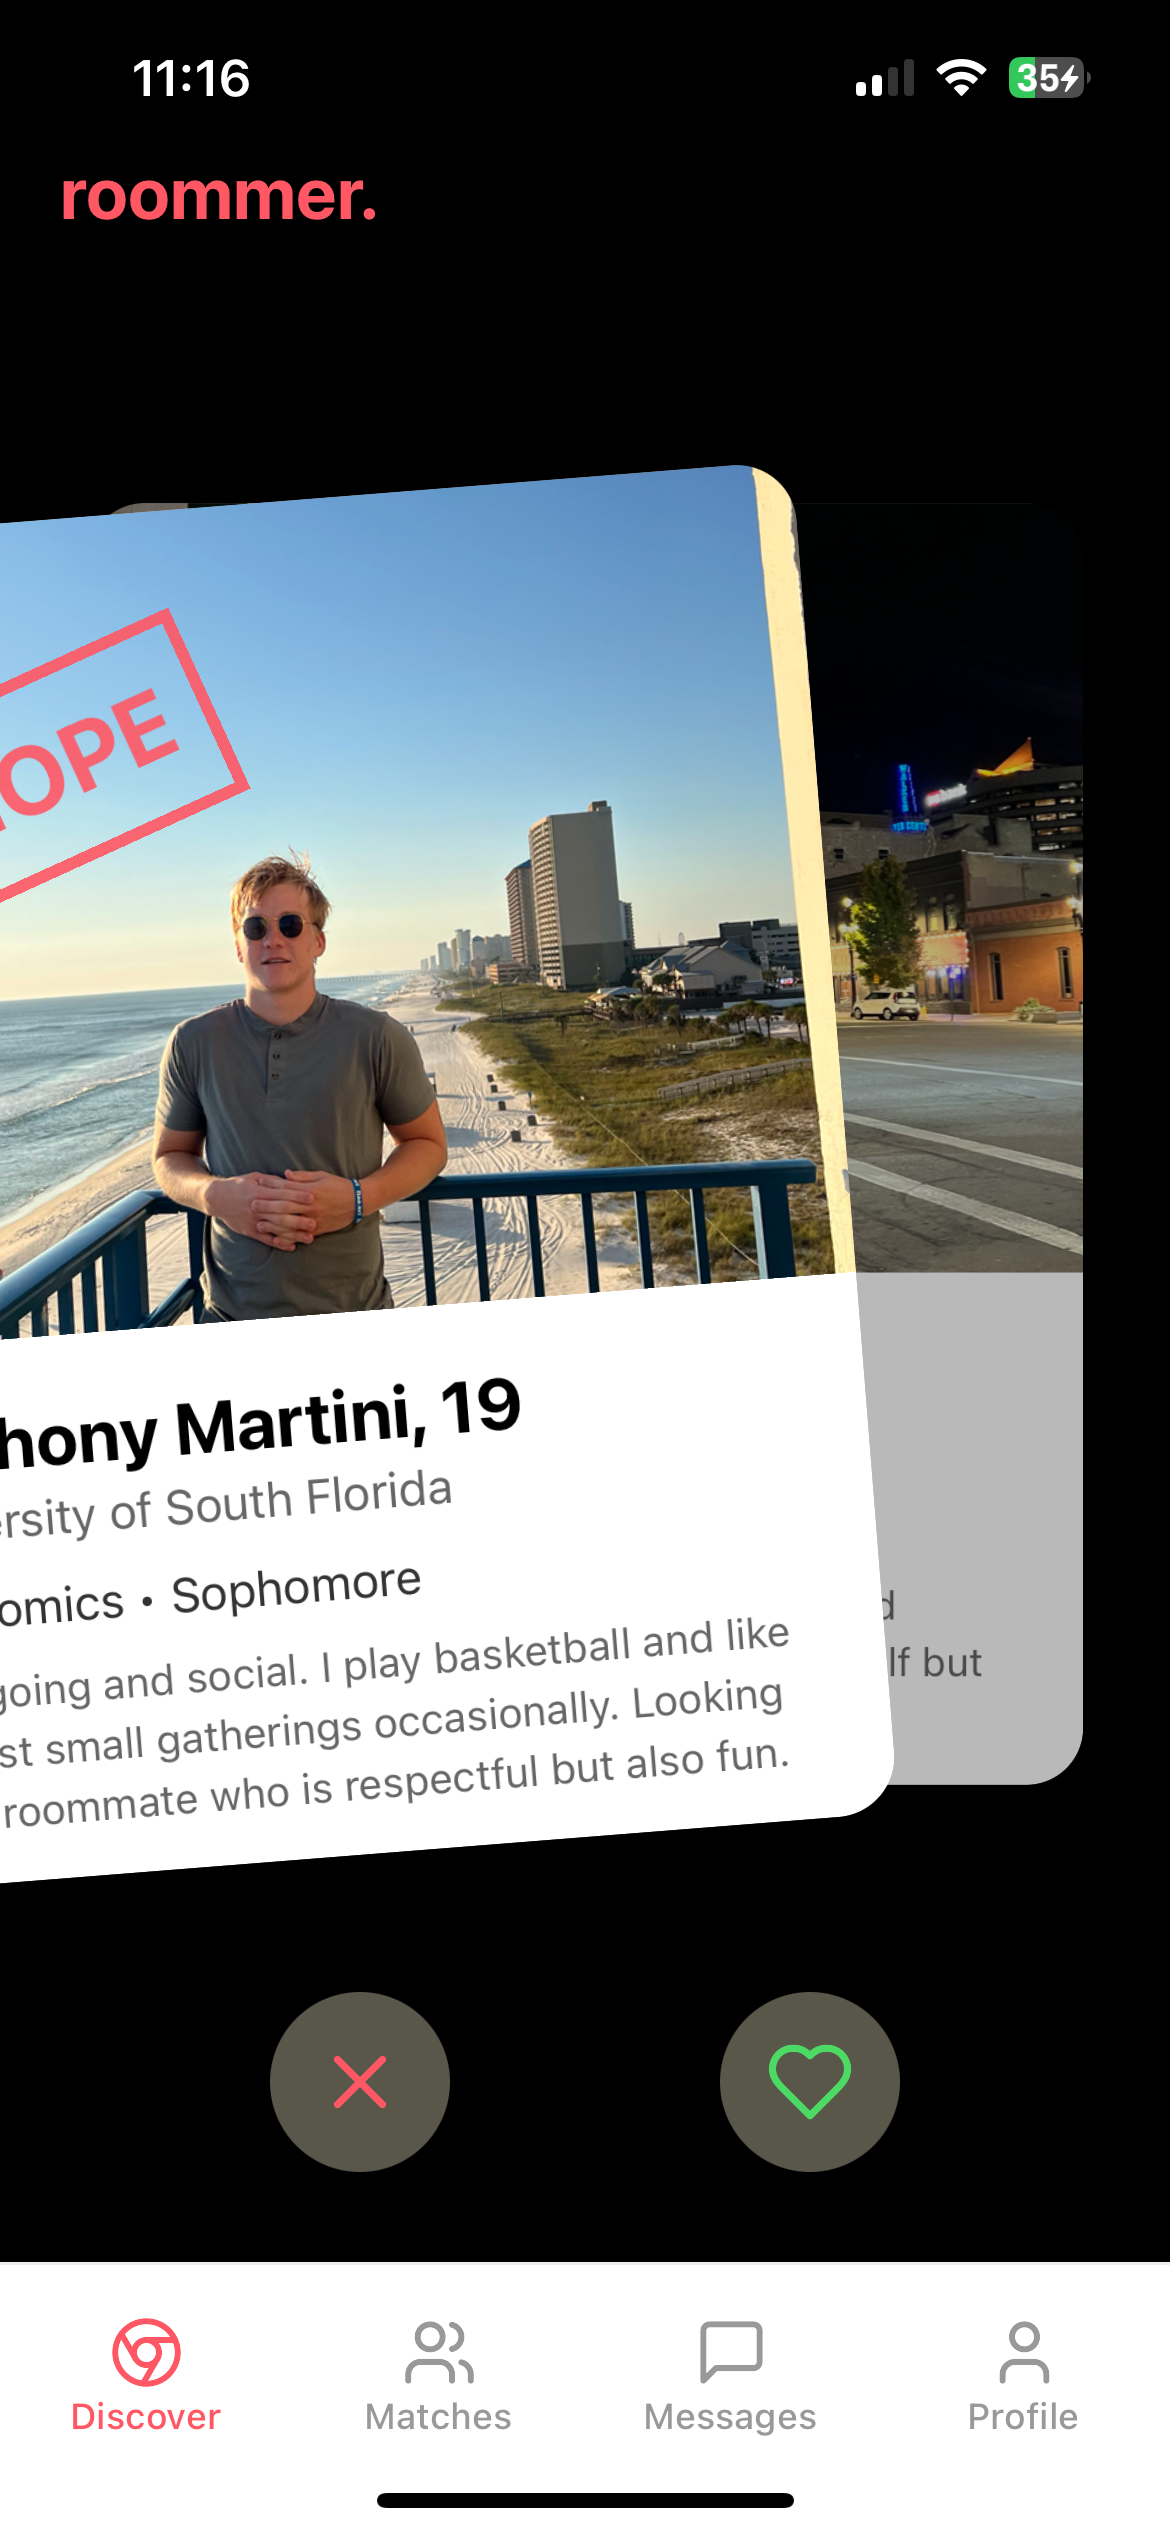 11:16
35
roommer.
OPE
hony Martini, 19
ersity of South Florida
omics • Sophomore
going and social. I play basketball and like
st small gatherings occasionally. Looking
roommate who is respectful but also fun.
d
lf but
Discover
Matches
Messages
Profile